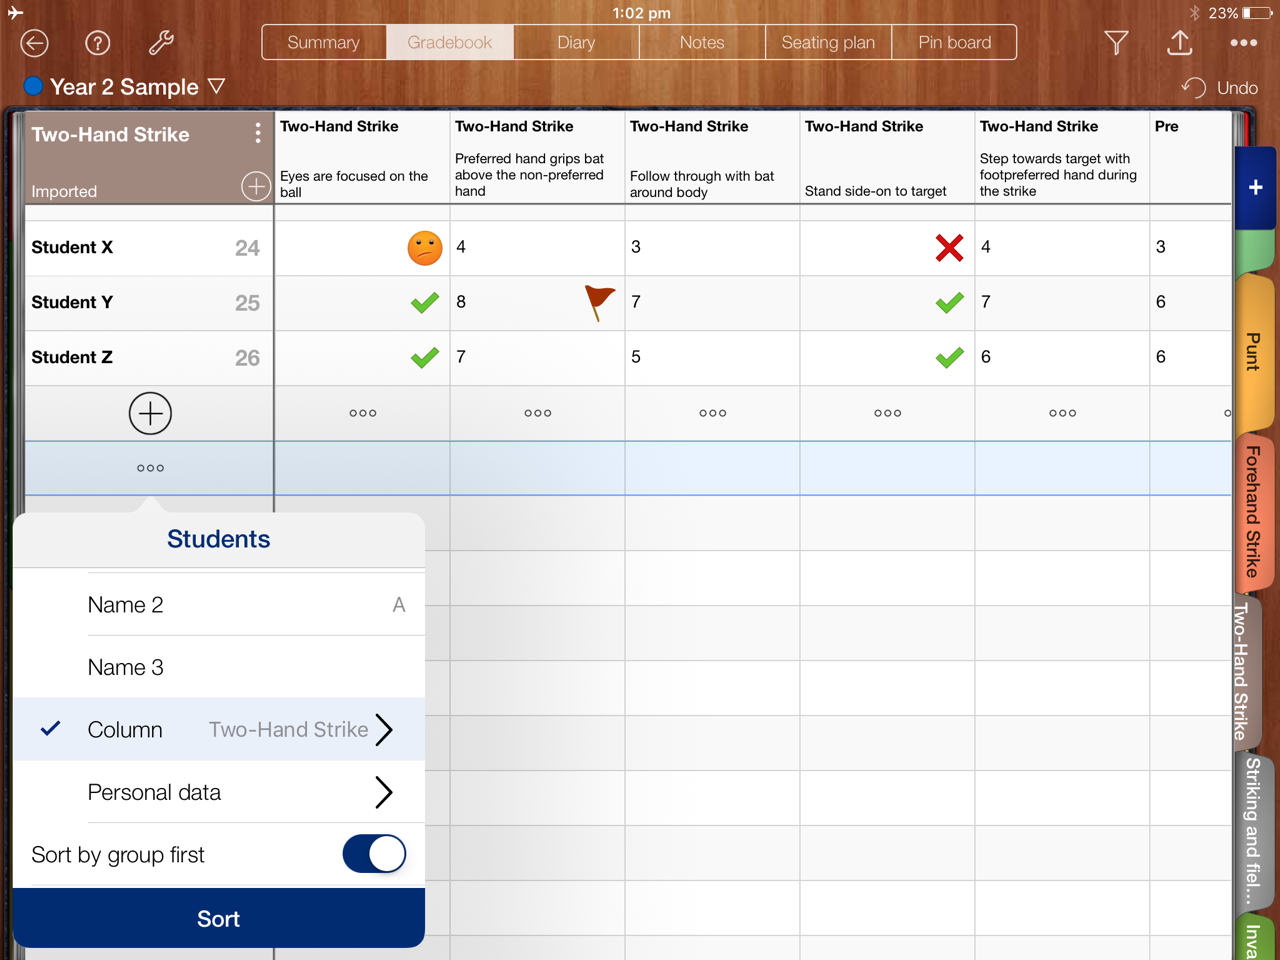 1:02 pm
23%
Summary
Gradebook
Diary
Notes
Seating plan
Pin board
Year 2 Sample
Undo
Two-Hand Strike
Imported
Two-Hand Strike
Eyes are focused on the
ball
Two-Hand Strike
Preferred hand grips bat
above the non-preferred
hand
Two-Hand Strike
Follow through with bat
around body
Two-Hand Strike
Stand side-on to target
Two-Hand Strike
Step towards target with
footpreferred hand during
the strike
Pre
Student X 24 4 3 4 3
Student Y 25 8 7 7 6
Student Z 26 7 5 6 6
Students
Name 2 A
Name 3
Column Two-Hand Strike
Personal data
Sort by group first
Sort
+
Punt
Forehand Strike
Two-Hand Strike
Striking and fiel...
Inva